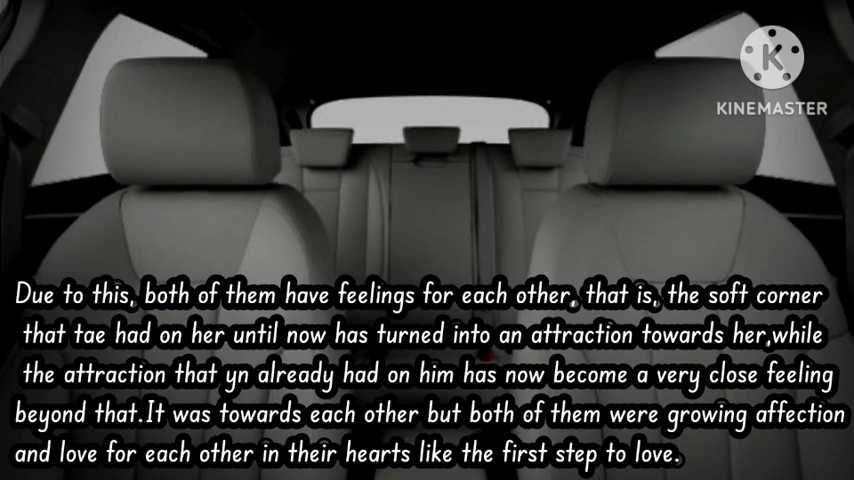 KINEMASTER
Due to this, both of them have feelings for each other, that is, the soft corner
that tae had on her until now has turned into an attraction towards her,while
the attraction that yn already had on him has now become a very close feeling
beyond that.It was towards each other but both of them were growing affection
and love for each other in their hearts like the first step to love.